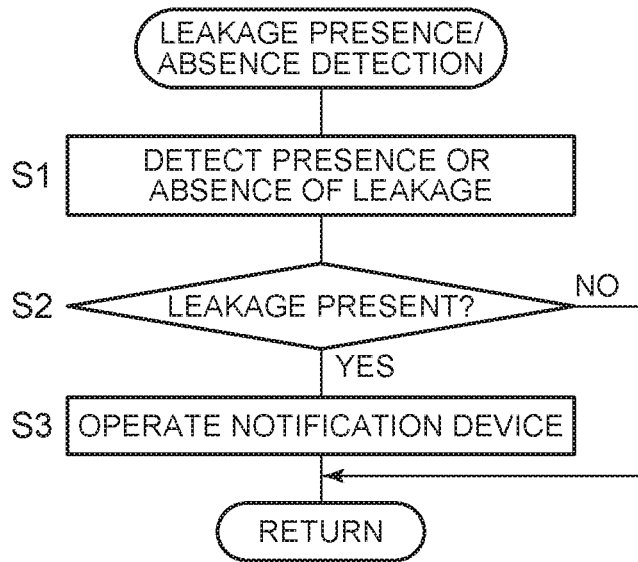 LEAKAGE PRESENCE/
ABSENCE DETECTION
S1
DETECT PRESENCE OR
ABSENCE OF LEAKAGE
S2
LEAKAGE PRESENT?
NO
YES
S3
OPERATE NOTIFICATION DEVICE
RETURN